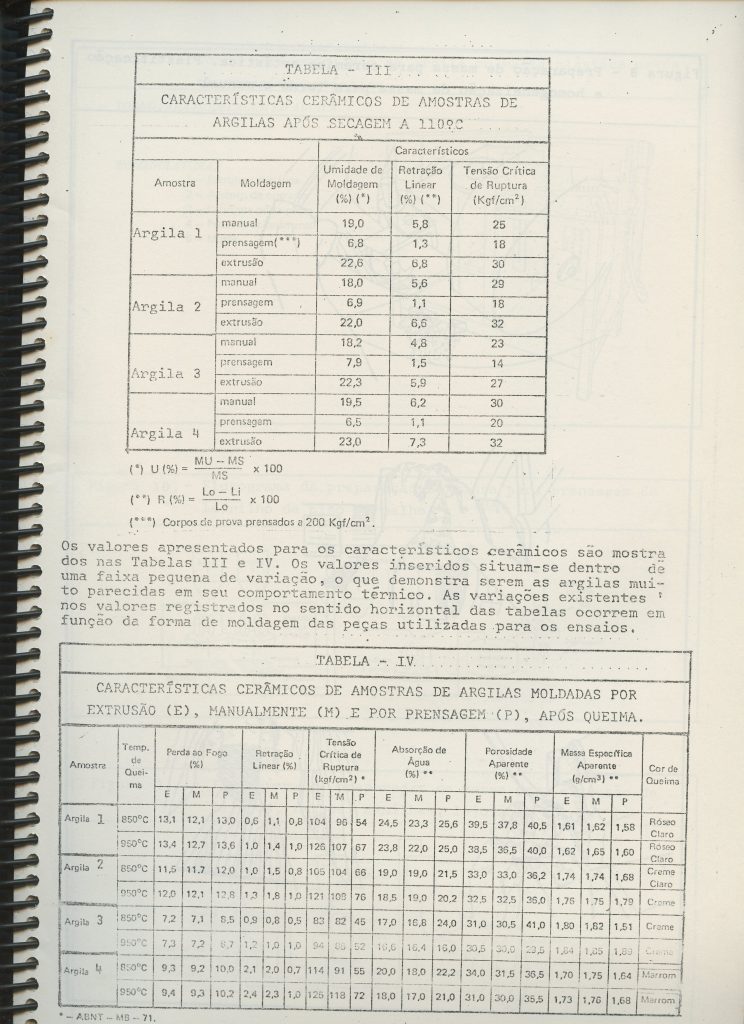 TABELA - III
CARACTERÍSTICAS CERÂMICOS DE AMOSTRAS DE
ARGILAS APÓS SECAGEM A 110ºC
Característicos
Amostra Moldagem Umidade de Moldagem (%) (*) Retração Linear (%) (**) Tensão Crítica de Ruptura (Kgf/cm²)
Argila 1 manual 19,0 5,8 25
prensagem(***) 6,8 1,3 18
extrusão 22,6 6,8 30
Argila 2 manual 18,0 5,6 29
prensagem 6,9 1,1 18
extrusão 22,0 6,6 32
Argila 3 manual 18,2 4,8 23
prensagem 7,9 1,5 14
extrusão 22,3 5,9 27
Argila 4 manual 19,5 6,2 30
prensagem 6,5 1,1 20
extrusão 23,0 7,3 32
(*) U (%) = MU – MS / MS x 100
(**) R (%) = Lo – Li / Lo x 100
(***) Corpos de prova prensados a 200 Kgf/cm².
Os valores apresentados para os característicos cerâmicos são mostra
dos nas Tabelas III e IV. Os valores inseridos situam-se dentro de
uma faixa pequena de variação, o que demonstra serem as argilas mui-
to parecidas em seu comportamento térmico. As variações existentes
nos valores registrados no sentido horizontal das tabelas ocorrem em
função da forma de moldagem das peças utilizadas para os ensaios.
TABELA - IV
CARACTERÍSTICAS CERÂMICOS DE AMOSTRAS DE ARGILAS MOLDADAS POR
EXTRUSÃO (E), MANUALMENTE (M) E POR PRENSAGEM (P), APÓS QUEIMA.
Amostra Temp. de Queima Perda ao Fogo (%) Retração Linear (%) Tensão Crítica de Ruptura (kgf/cm²) * Absorção de Água (%) ** Porosidade Aparente (%) ** Massa Específica Aparente (g/cm³) ** Cor de Queima
E M P E M P E M P E M P E M P E M P
Argila 1 850ºC 13,1 12,1 13,0 0,6 1,1 0,8 104 96 54 24,5 23,3 25,6 39,5 37,8 40,5 1,61 1,62 1,58 Róseo Claro
950ºC 13,4 12,7 13,6 1,0 1,4 1,0 126 107 67 23,8 22,0 25,0 38,5 36,5 40,0 1,62 1,65 1,60 Róseo Claro
Argila 2 850ºC 11,5 11,7 12,0 1,0 1,5 0,8 105 104 66 19,0 19,0 21,5 33,0 33,0 36,2 1,74 1,74 1,68 Creme Claro
950ºC 12,0 12,1 12,8 1,3 1,8 1,0 121 109 76 18,5 19,0 20,2 32,5 32,5 36,0 1,76 1,75 1,79 Creme
Argila 3 850ºC 7,2 7,1 8,5 0,9 0,8 0,5 83 82 45 17,0 16,8 24,0 31,0 30,5 41,0 1,80 1,82 1,51 Creme
950ºC 7,3 7,2 1,2 1,0 1,0 94 52 16,6 16,4 16,0 30,5 30,0 Creme
Argila 4 850ºC 9,3 9,2 10,0 2,1 2,0 0,7 114 91 55 20,0 18,0 22,2 34,0 31,5 36,5 1,70 1,75 1,64 Marrom
950ºC 9,4 9,3 10,2 2,4 2,3 1,0 125 118 72 18,0 17,0 21,0 31,0 30,0 35,5 1,73 1,76 1,68 Marrom
* – ABNT – MB – 71.